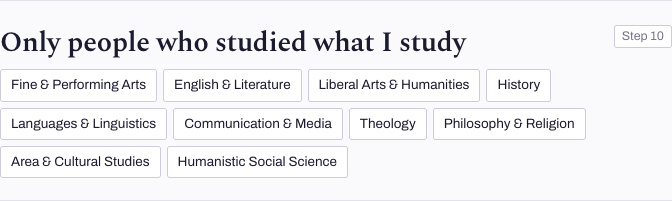 Only people who studied what I study
Step 10
Fine & Performing Arts
English & Literature
Liberal Arts & Humanities
History
Languages & Linguistics
Communication & Media
Theology
Philosophy & Religion
Area & Cultural Studies
Humanistic Social Science